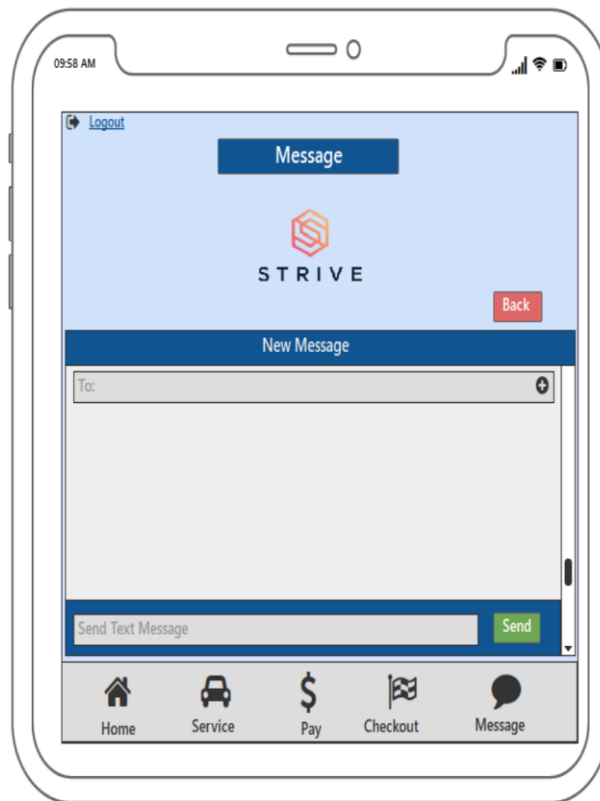 09:58 AM
Logout
Message
STRIVE
Back
New Message
To:
Send Text Message
Send
Home
Service
Pay
Checkout
Message